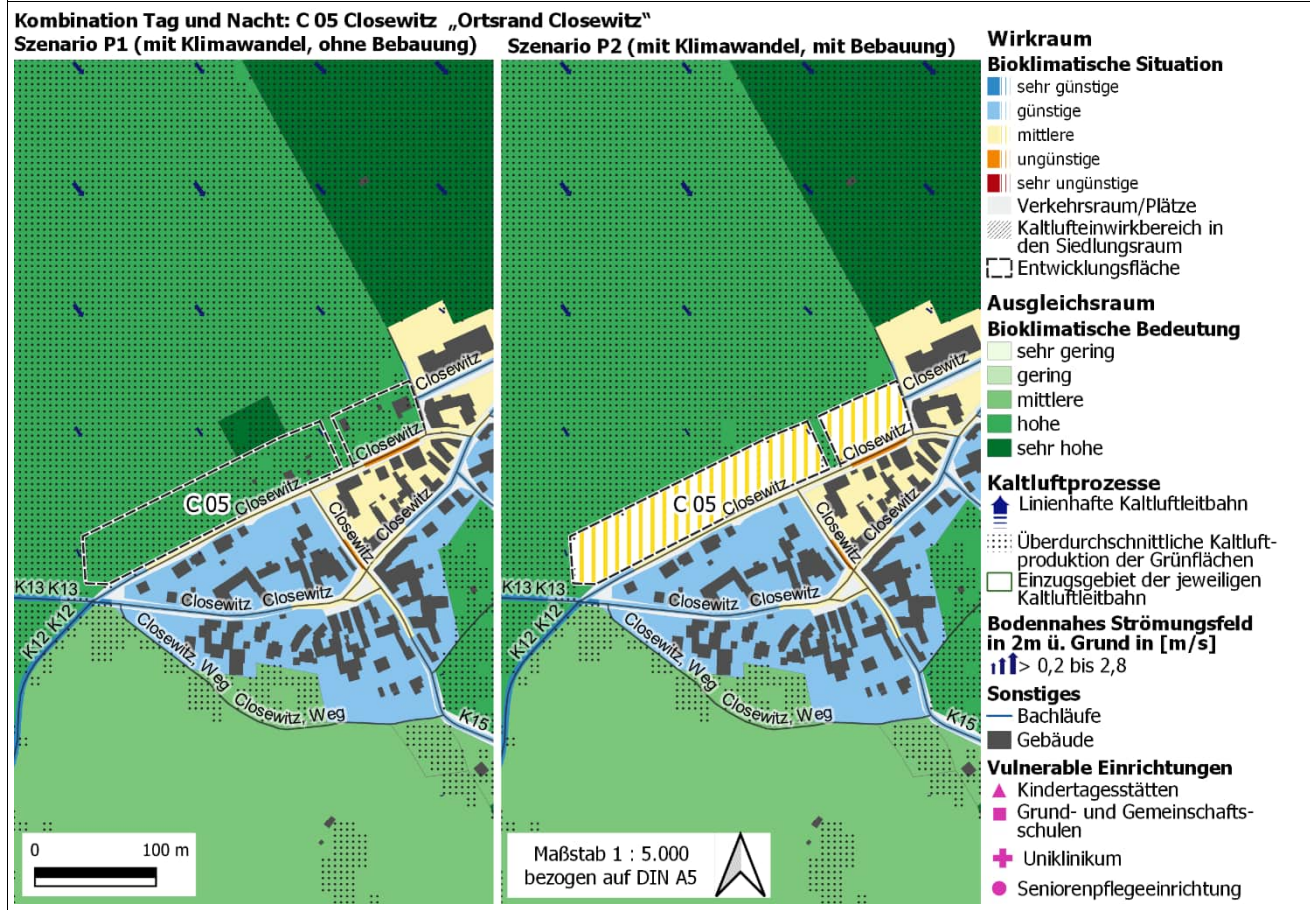 Kombination Tag und Nacht: C 05 Closewitz „Ortsrand Closewitz“
Szenario P1 (mit Klimawandel, ohne Bebauung)
Szenario P2 (mit Klimawandel, mit Bebauung)
Closewitz
Closewitz
C 05
Closewitz
Closewitz
Closewitz
K13 K13
Closewitz
Closewitz
K12 K12
Closewitz, Weg
Closewitz, Weg
K15
0 100 m
Closewitz
Closewitz
C 05
Closewitz
Closewitz
Closewitz
K13 K13
Closewitz
Closewitz
K12 K12
Closewitz, Weg
Closewitz, Weg
K15
Maßstab 1 : 5.000
bezogen auf DIN A5
Wirkraum
Bioklimatische Situation
sehr günstige
günstige
mittlere
ungünstige
sehr ungünstige
Verkehrsraum/Plätze
Kaltlufteinwirkbereich in
den Siedlungsraum
Entwicklungsfläche
Ausgleichsraum
Bioklimatische Bedeutung
sehr gering
gering
mittlere
hohe
sehr hohe
Kaltluftprozesse
Linienhafte Kaltluftleitbahn
Überdurchschnittliche Kaltluft-
produktion der Grünflächen
Einzugsgebiet der jeweiligen
Kaltluftleitbahn
Bodennahes Strömungsfeld
in 2m ü. Grund in [m/s]
> 0,2 bis 2,8
Sonstiges
Bachläufe
Gebäude
Vulnerable Einrichtungen
Kindertagesstätten
Grund- und Gemeinschafts-
schulen
Uniklinikum
Seniorenpflegeeinrichtung